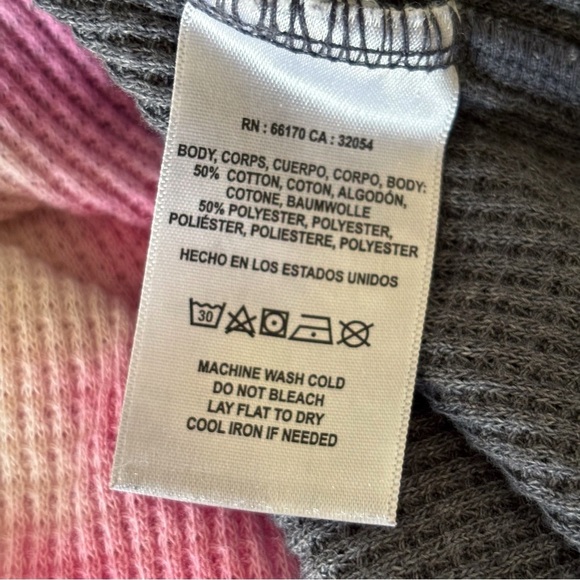 RN : 66170 CA : 32054
BODY, CORPS, CUERPO, CORPO, BODY:
50% COTTON, COTON, ALGODÓN,
COTONE, BAUMWOLLE
50% POLYESTER, POLYESTER,
POLIÉSTER, POLIESTERE, POLYESTER
HECHO EN LOS ESTADOS UNIDOS
30
MACHINE WASH COLD
DO NOT BLEACH
LAY FLAT TO DRY
COOL IRON IF NEEDED